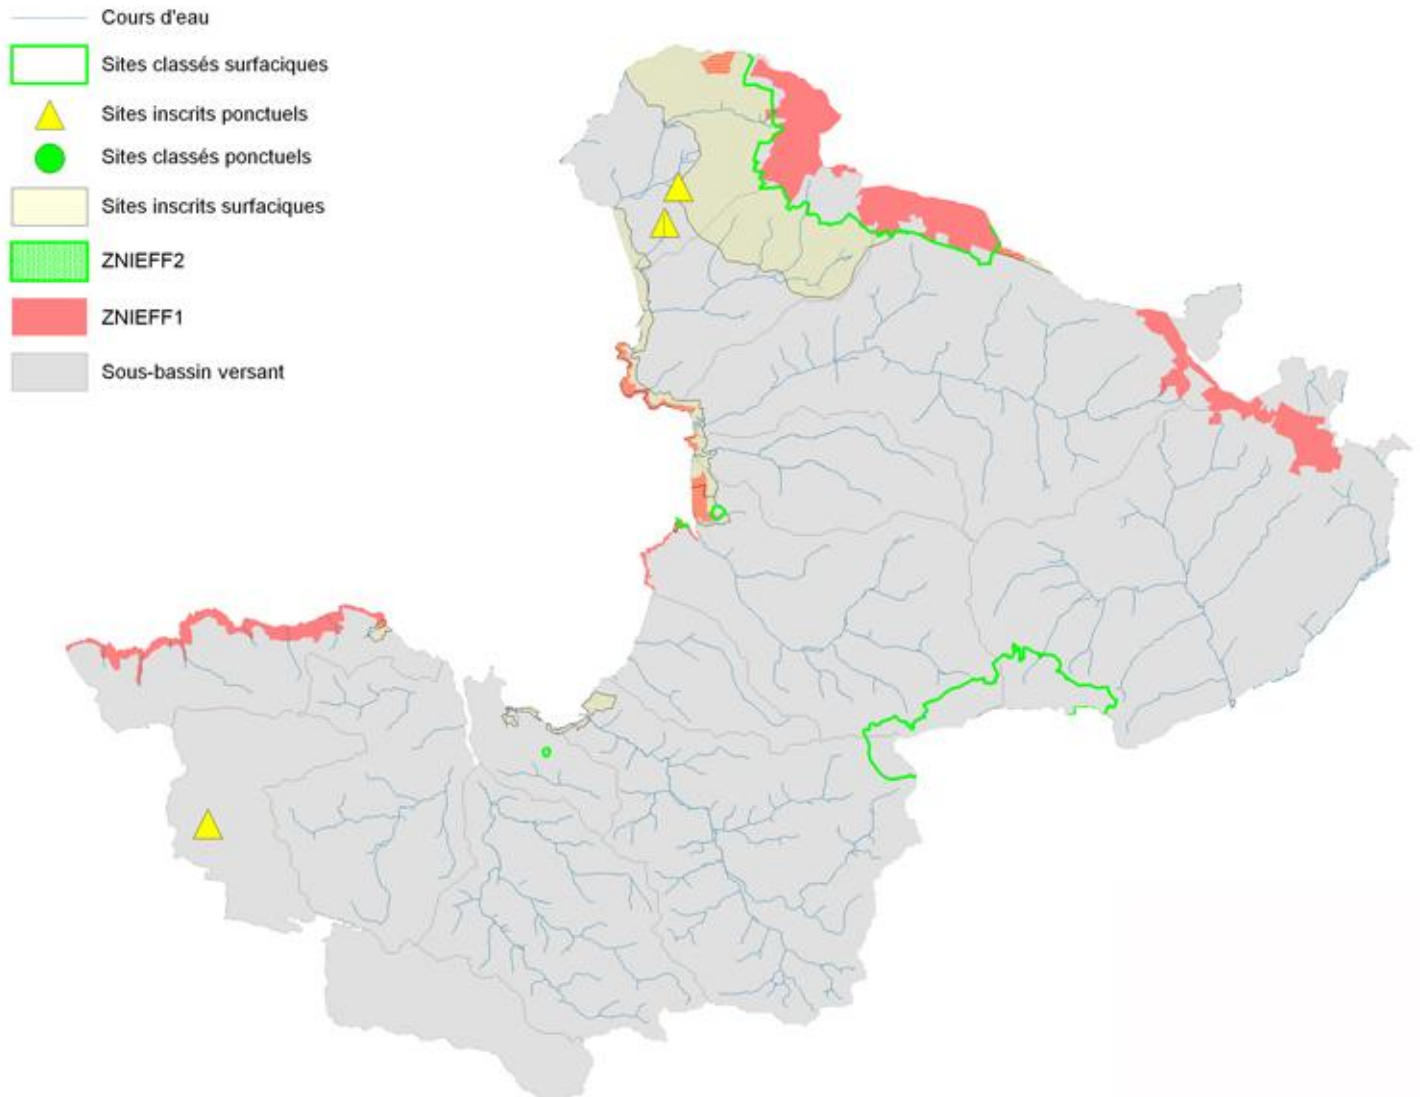 Cours d'eau
Sites classés surfaciques
Sites inscrits ponctuels
Sites classés ponctuels
Sites inscrits surfaciques
ZNIEFF2
ZNIEFF1
Sous-bassin versant